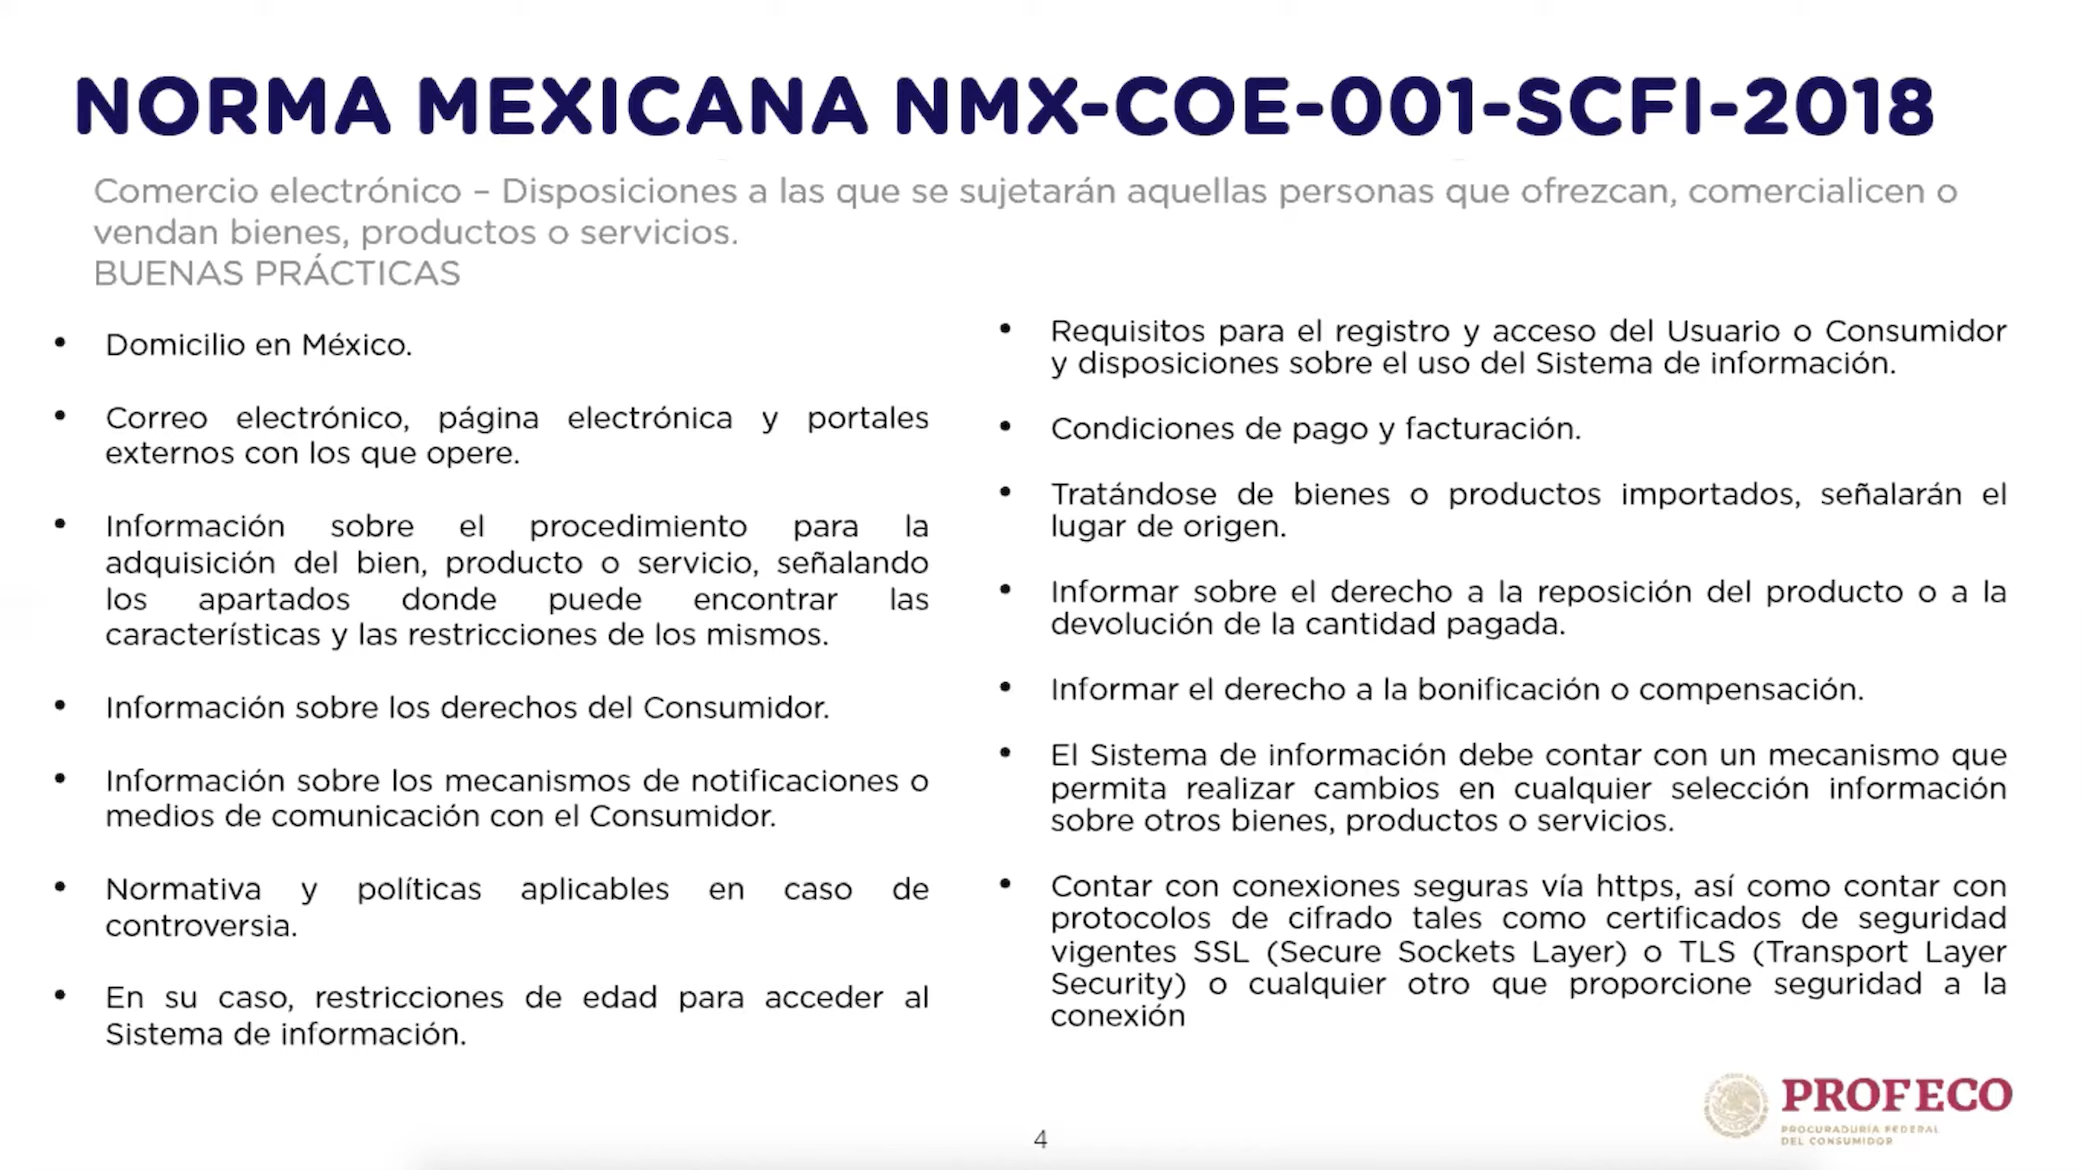 NORMA MEXICANA NMX-COE-001-SCFI-2018
Comercio electrónico – Disposiciones a las que se sujetarán aquellas personas que ofrezcan, comercialicen o
vendan bienes, productos o servicios.
BUENAS PRÁCTICAS
• Domicilio en México.
• Correo electrónico, página electrónica y portales
externos con los que opere.
• Información sobre el procedimiento para la
adquisición del bien, producto o servicio, señalando
los apartados donde puede encontrar las
características y las restricciones de los mismos.
• Información sobre los derechos del Consumidor.
• Información sobre los mecanismos de notificaciones o
medios de comunicación con el Consumidor.
• Normativa y políticas aplicables en caso de
controversia.
• En su caso, restricciones de edad para acceder al
Sistema de información.
• Requisitos para el registro y acceso del Usuario o Consumidor
y disposiciones sobre el uso del Sistema de información.
• Condiciones de pago y facturación.
• Tratándose de bienes o productos importados, señalarán el
lugar de origen.
• Informar sobre el derecho a la reposición del producto o a la
devolución de la cantidad pagada.
• Informar el derecho a la bonificación o compensación.
• El Sistema de información debe contar con un mecanismo que
permita realizar cambios en cualquier selección información
sobre otros bienes, productos o servicios.
• Contar con conexiones seguras vía https, así como contar con
protocolos de cifrado tales como certificados de seguridad
vigentes SSL (Secure Sockets Layer) o TLS (Transport Layer
Security) o cualquier otro que proporcione seguridad a la
conexión
PROFECO
PROCURADURÍA FEDERAL
DEL CONSUMIDOR
4